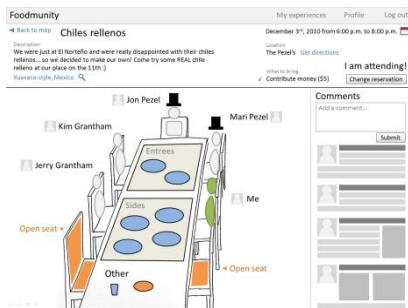 Foodmunity
My experiences Profile Log out
Back to map Chiles rellenos
December 3rd, 2010 from 6:00 p.m. to 8:00 p.m.
Description
We were just at El Norteño and were really disappointed with their chiles
rellenos... so we decided to make our own! Come try some REAL chile
relleno at our place on the 11th :)
Xuaxaca-style, Mexico
Location
The Pezel's Get directions
What to bring
✓ Contribute money ($5)
I am attending!
Change reservation
Comments
Add a comment...
Submit
Jon Pezel
Mari Pezel
Kim Grantham
Jerry Grantham
Me
Entrees
Sides
Other
Open seat
Open seat